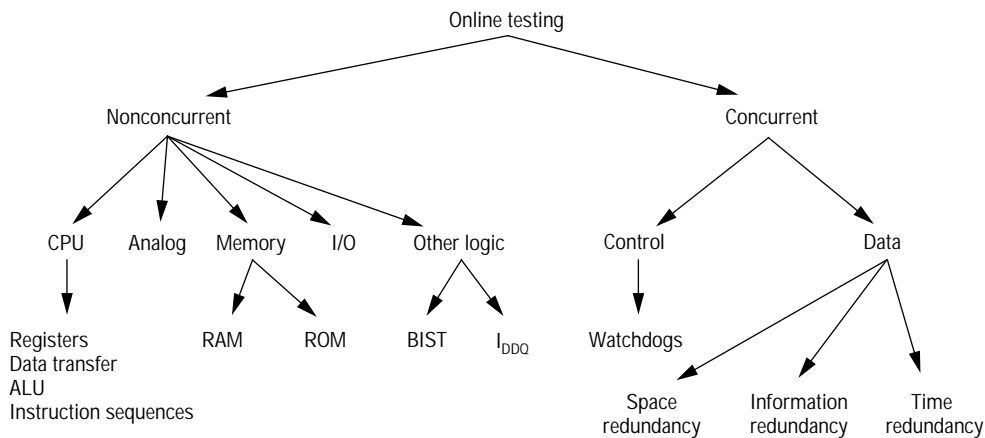 Online testing
Nonconcurrent
Concurrent
CPU
Analog
Memory
I/O
Other logic
Control
Data
Registers
Data transfer
ALU
Instruction sequences
RAM
ROM
BIST
I_DDQ
Watchdogs
Space
redundancy
Information
redundancy
Time
redundancy